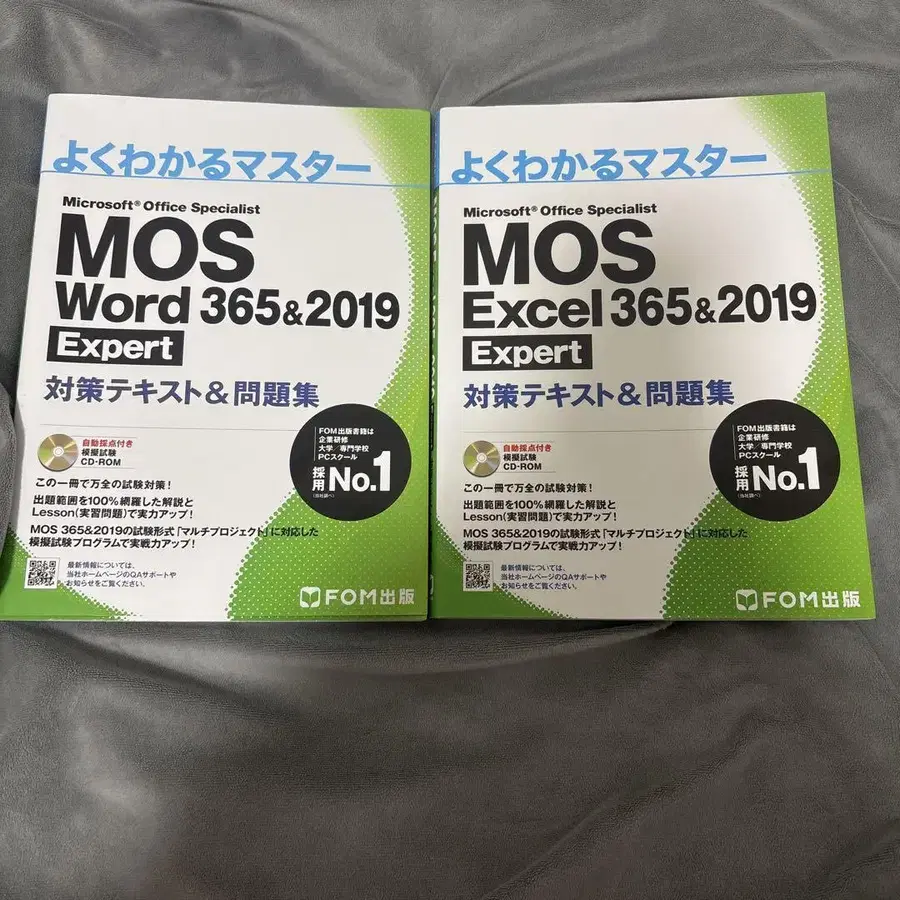 よくわかるマスター
Microsoft® Office Specialist
MOS
Word 365&2019
Expert
対策テキスト&問題集
自動採点付き
模擬試験
CD-ROM
FOM出版書籍は
企業研修
大学/専門学校
PCスクール
採用 No.1
(当社調べ)
この一冊で万全の試験対策!
出題範囲を100%網羅した解説と
Lesson(実習問題)で実力アップ!
MOS 365&2019の試験形式「マルチプロジェクト」に対応した
模擬試験プログラムで実戦力アップ!
最新情報については、
当社ホームページのQAサポートや
お知らせをご覧ください。
FOM出版
よくわかるマスター
Microsoft® Office Specialist
MOS
Excel 365&2019
Expert
対策テキスト&問題集
自動採点付き
模擬試験
CD-ROM
FOM出版書籍は
企業研修
大学/専門学校
PCスクール
採用 No.1
(当社調べ)
この一冊で万全の試験対策!
出題範囲を100%網羅した解説と
Lesson(実習問題)で実力アップ!
MOS 365&2019の試験形式「マルチプロジェクト」に対応した
模擬試験プログラムで実戦力アップ!
最新情報については、
当社ホームページのQAサポートや
お知らせをご覧ください。
FOM出版